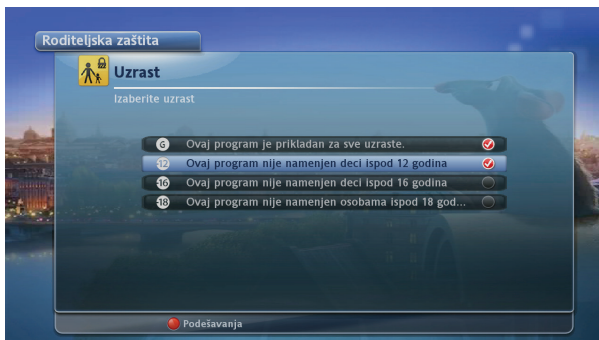 Roditeljska zaštita
Uzrast
Izaberite uzrast
G Ovaj program je prikladan za sve uzraste.
-12 Ovaj program nije namenjen deci ispod 12 godina
-16 Ovaj program nije namenjen deci ispod 16 godina
-18 Ovaj program nije namenjen osobama ispod 18 god...
Podešavanja